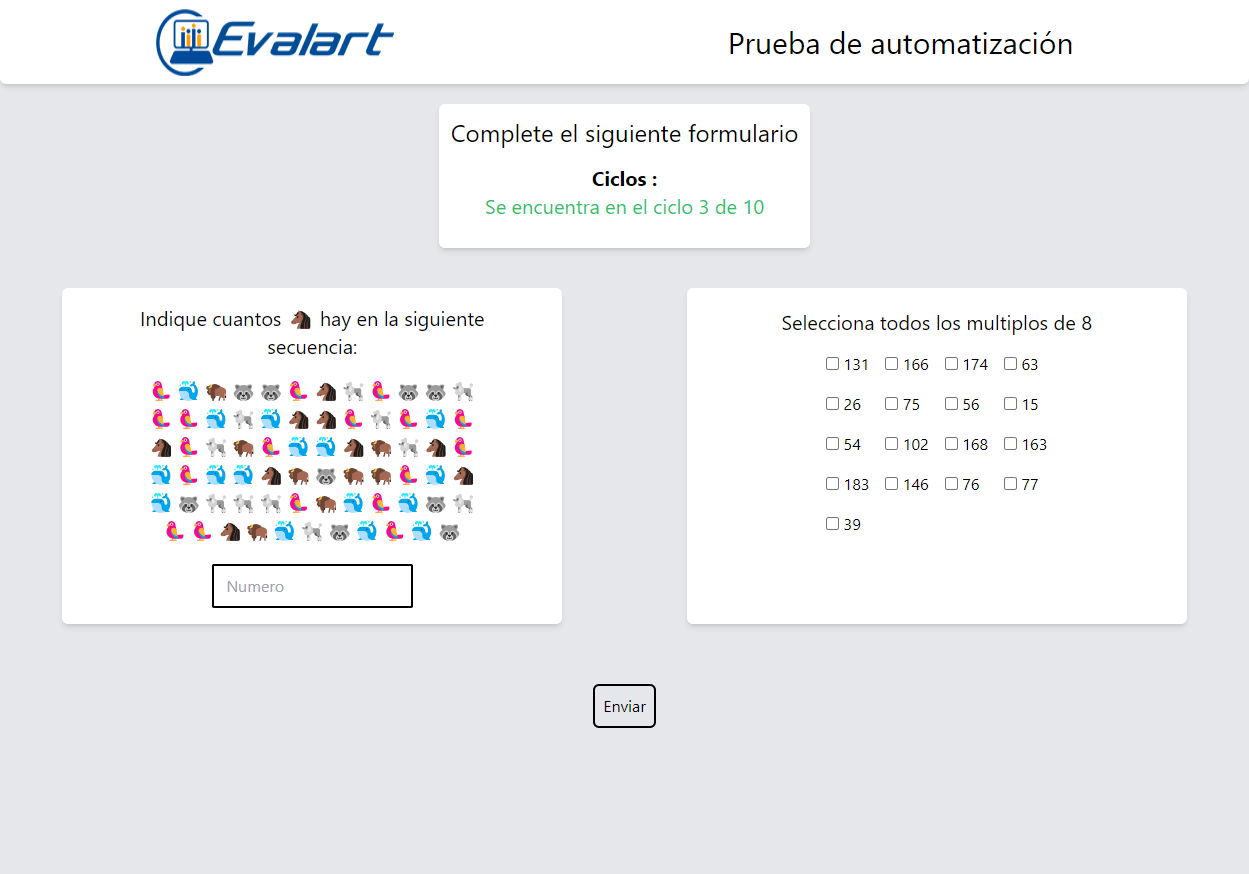 Evalart
Prueba de automatización
Complete el siguiente formulario
Ciclos :
Se encuentra en el ciclo 3 de 10
Indique cuantos 🐴 hay en la siguiente
secuencia:
Numero
Selecciona todos los multiplos de 8
131 166 174 63
26 75 56 15
54 102 168 163
183 146 76 77
39
Enviar